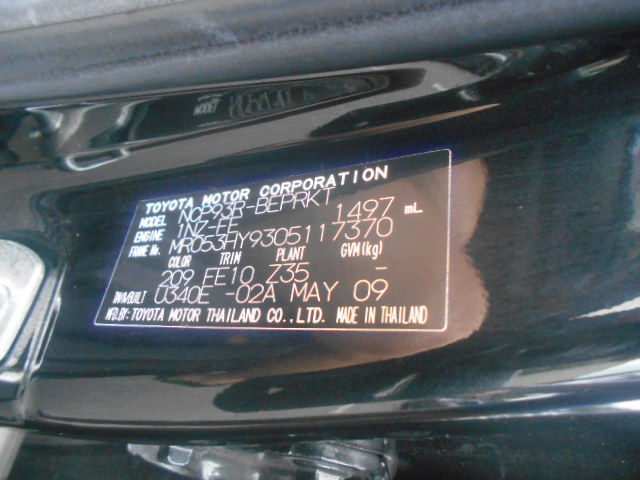 TOYOTA MOTOR CORPORATION
MODEL NCP93R-BEPRKT
ENGINE 1NZ-FE 1497 mL
FRAME No. MR053HY9305117370
COLOR TRIM PLANT GVM(kg)
209 FE10 Z35 -
T/M/BUILT U340E -02A MAY 09
MFD.BY: TOYOTA MOTOR THAILAND CO.,LTD. MADE IN THAILAND